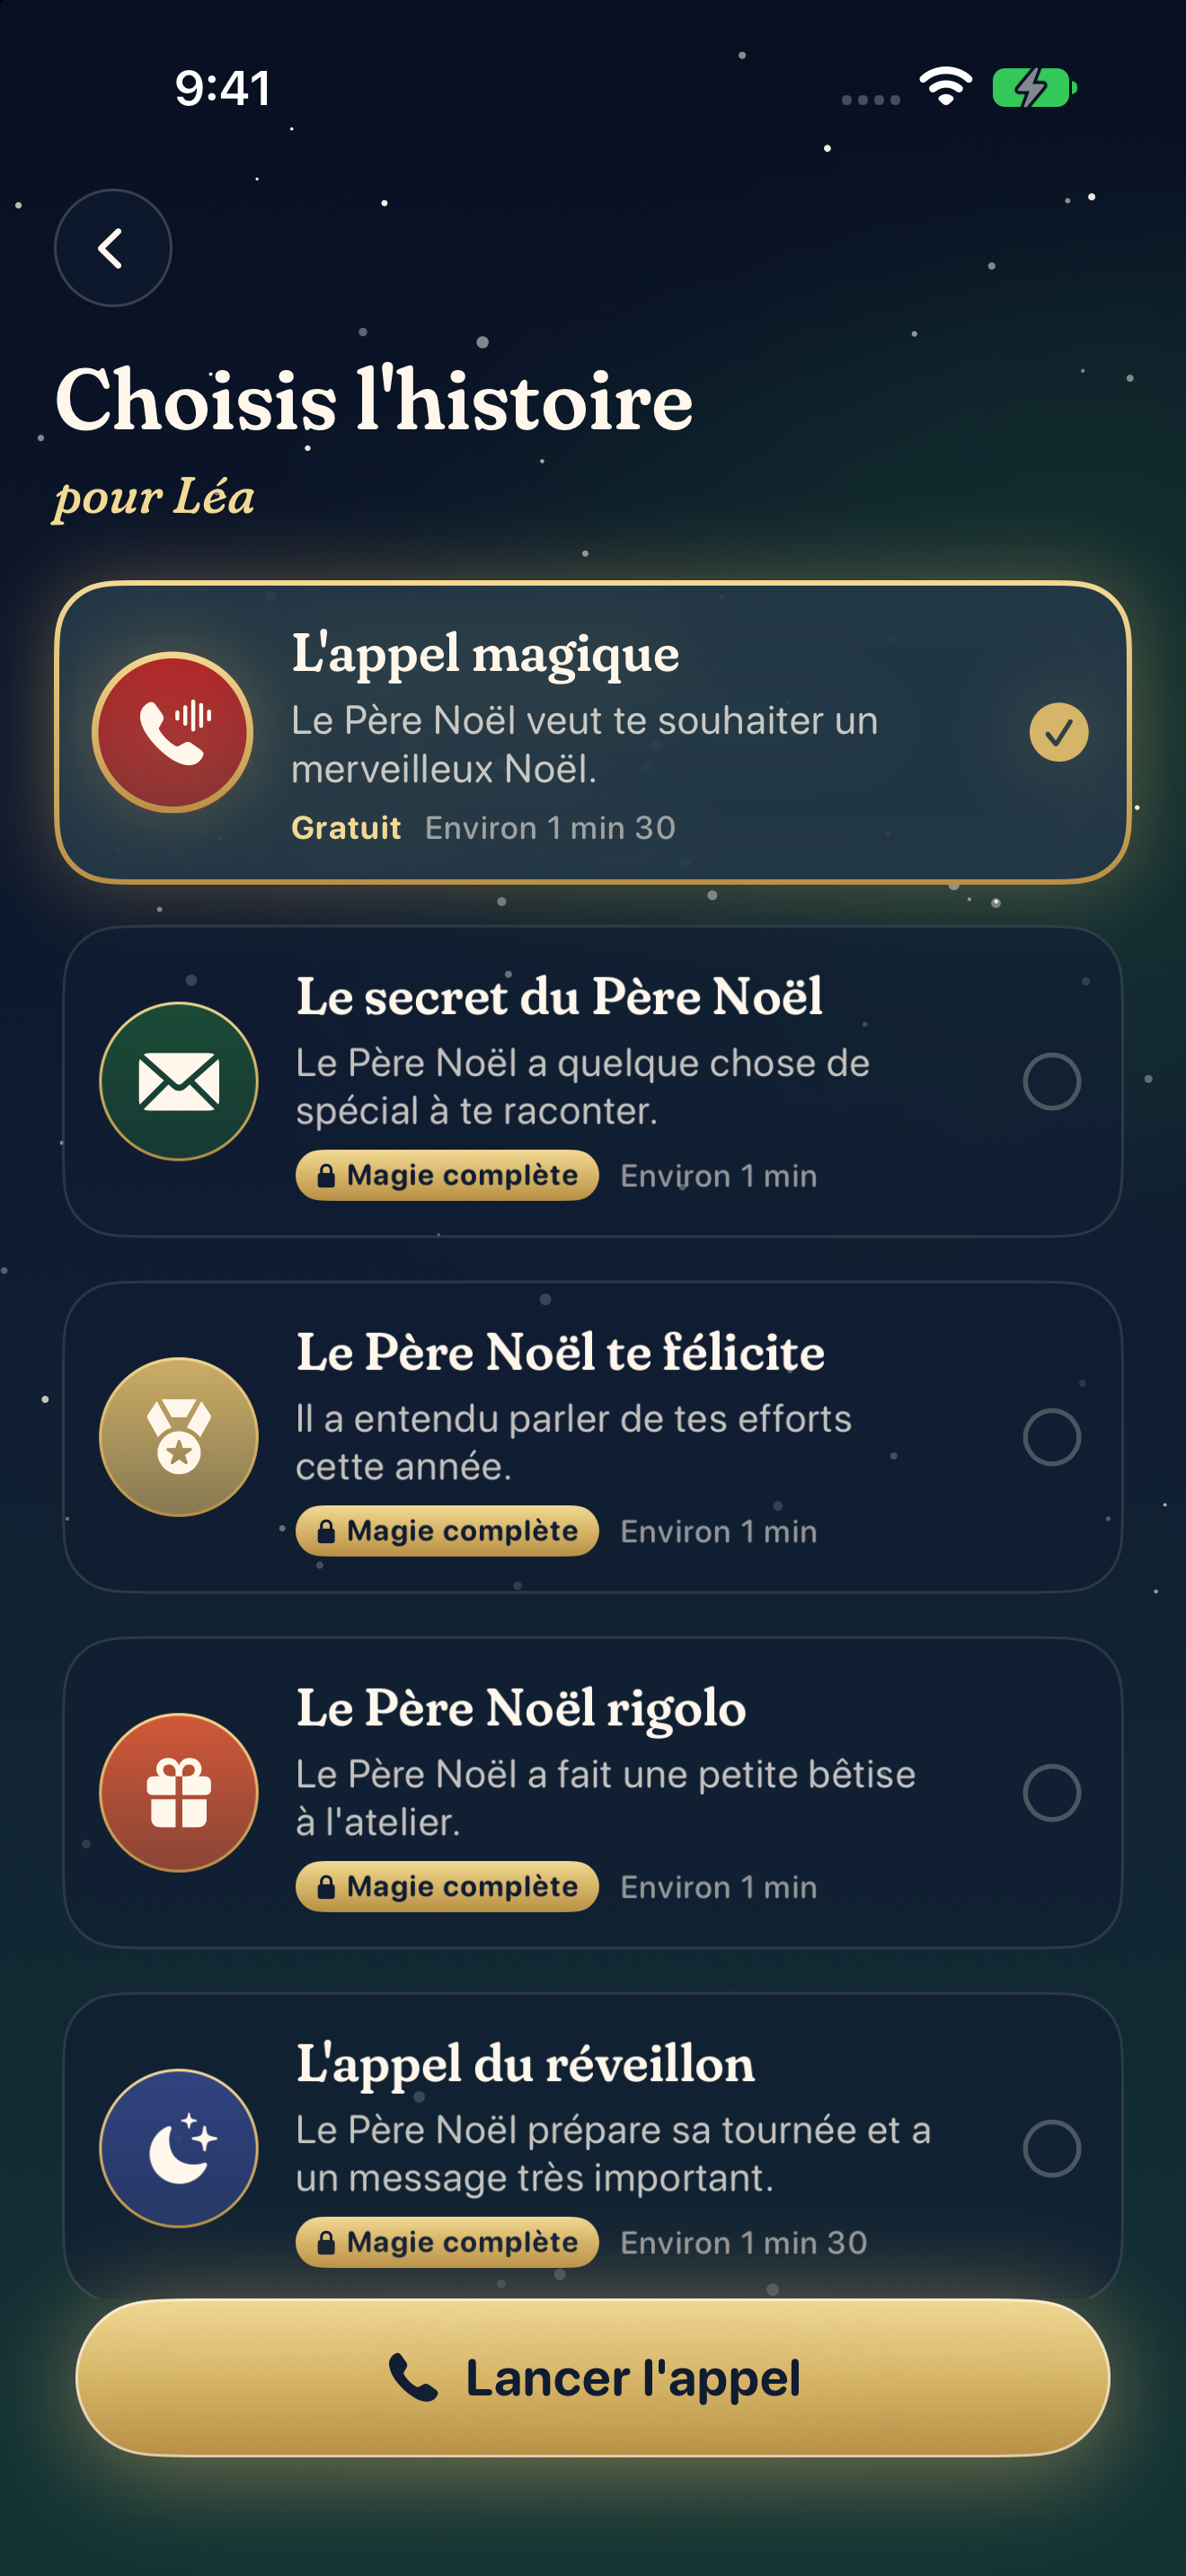 9:41
Choisis l'histoire
pour Léa
L'appel magique
Le Père Noël veut te souhaiter un
merveilleux Noël.
Gratuit Environ 1 min 30
Le secret du Père Noël
Le Père Noël a quelque chose de
spécial à te raconter.
Magie complète Environ 1 min
Le Père Noël te félicite
Il a entendu parler de tes efforts
cette année.
Magie complète Environ 1 min
Le Père Noël rigolo
Le Père Noël a fait une petite bêtise
à l'atelier.
Magie complète Environ 1 min
L'appel du réveillon
Le Père Noël prépare sa tournée et a
un message très important.
Magie complète Environ 1 min 30
Lancer l'appel